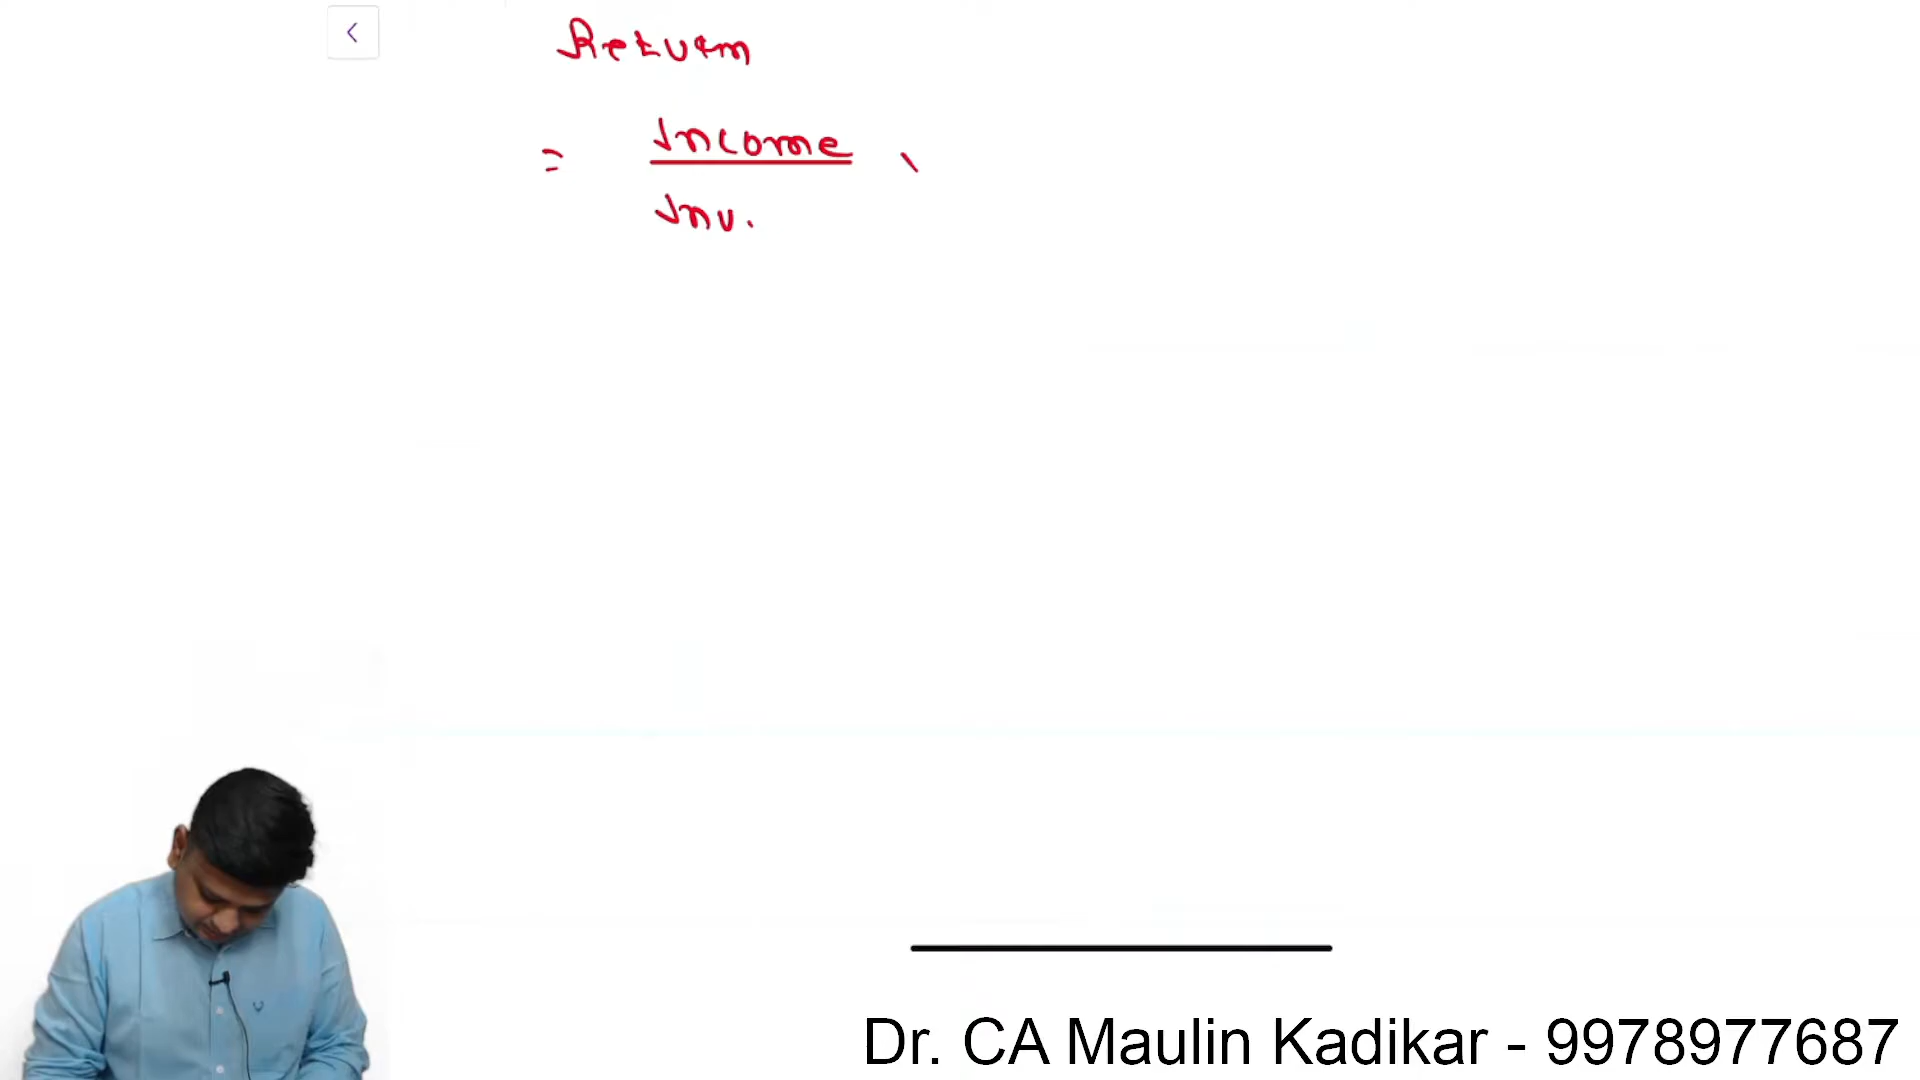 Return
= Income
Inv.
Dr. CA Maulin Kadikar - 9978977687